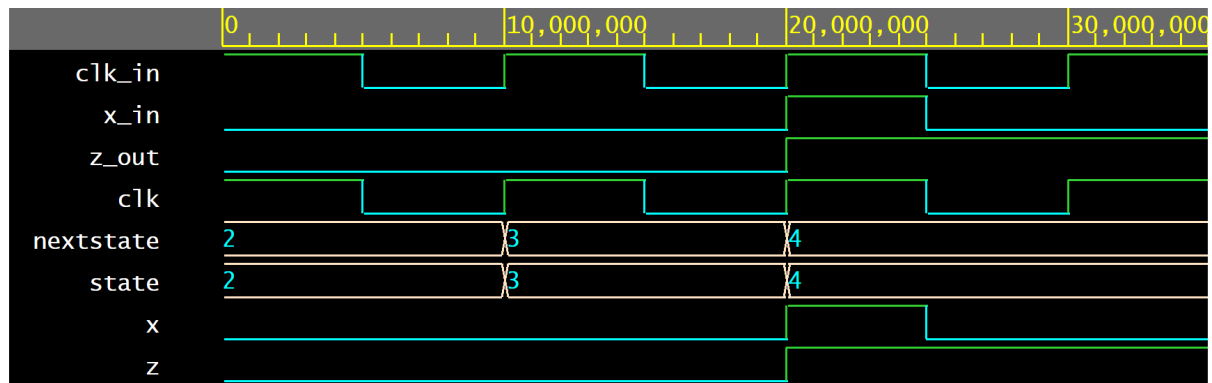 0 10,000,000 20,000,000 30,000,000
clk_in
x_in
z_out
clk
nextstate 2 3 4
state 2 3 4
x
z